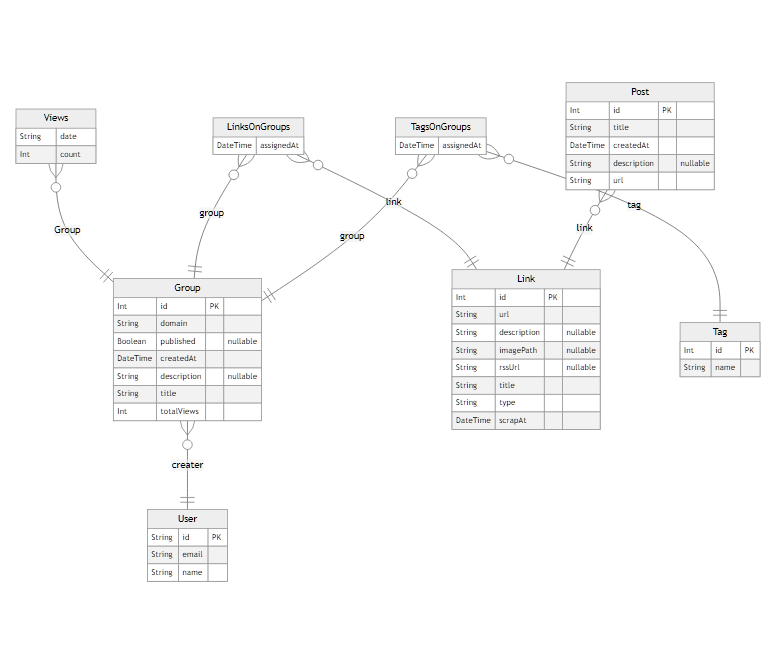 Views
String date
Int count
LinksOnGroups
DateTime assignedAt
TagsOnGroups
DateTime assignedAt
Post
Int id PK
String title
DateTime createdAt
String description nullable
String url
Group
group
link
group
link
tag
Group
Int id PK
String domain
Boolean published nullable
DateTime createdAt
String description nullable
String title
Int totalViews
Link
Int id PK
String url
String description nullable
String imagePath nullable
String rssUrl nullable
String title
String type
DateTime scrapAt
Tag
Int id PK
String name
creater
User
String id PK
String email
String name